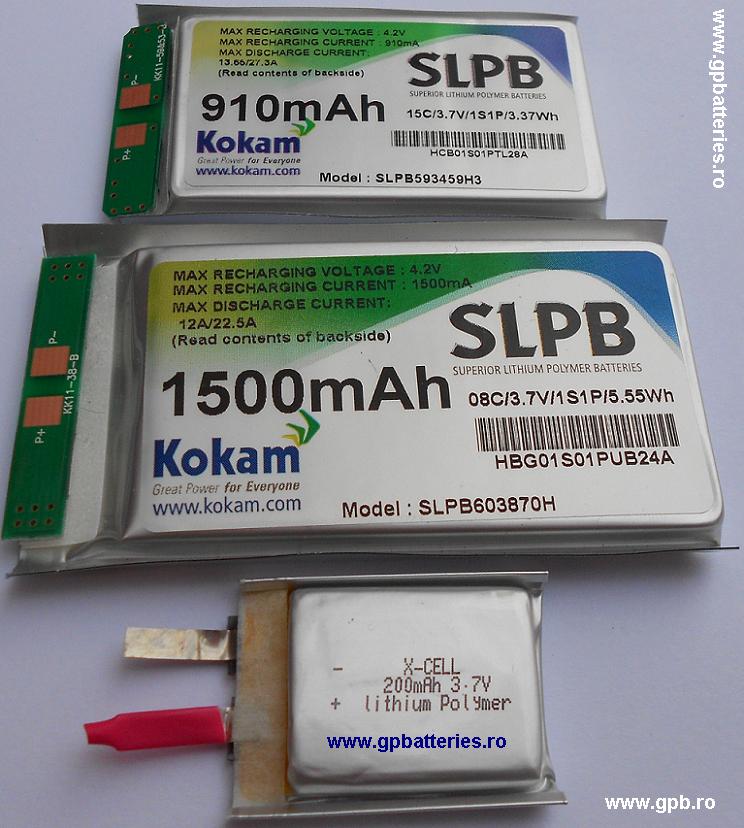 www.gpbatteries.ro
KK11-59&53-
P-
P+
MAX RECHARGING VOLTAGE : 4.2V
MAX RECHARGING CURRENT : 910mA
MAX DISCHARGE CURRENT:
13.65/27.3A
(Read contents of backside)
SLPB
SUPERIOR LITHIUM POLYMER BATTERIES
910mAh
15C/3.7V/1S1P/3.37Wh
Kokam
HCB01S01PTL28A
Great Power for Everyone
www.kokam.com
Model : SLPB593459H3
P-
KK11-38-B
P+
MAX RECHARGING VOLTAGE : 4.2V
MAX RECHARGING CURRENT : 1500mA
MAX DISCHARGE CURRENT:
12A/22.5A
(Read contents of backside)
SLPB
SUPERIOR LITHIUM POLYMER BATTERIES
1500mAh
08C/3.7V/1S1P/5.55Wh
Kokam
HBG01S01PUB24A
Great Power for Everyone
www.kokam.com
Model : SLPB603870H
- X-CELL
200mAh 3.7V
+ lithium Polymer
www.gpbatteries.ro
www.gpb.ro